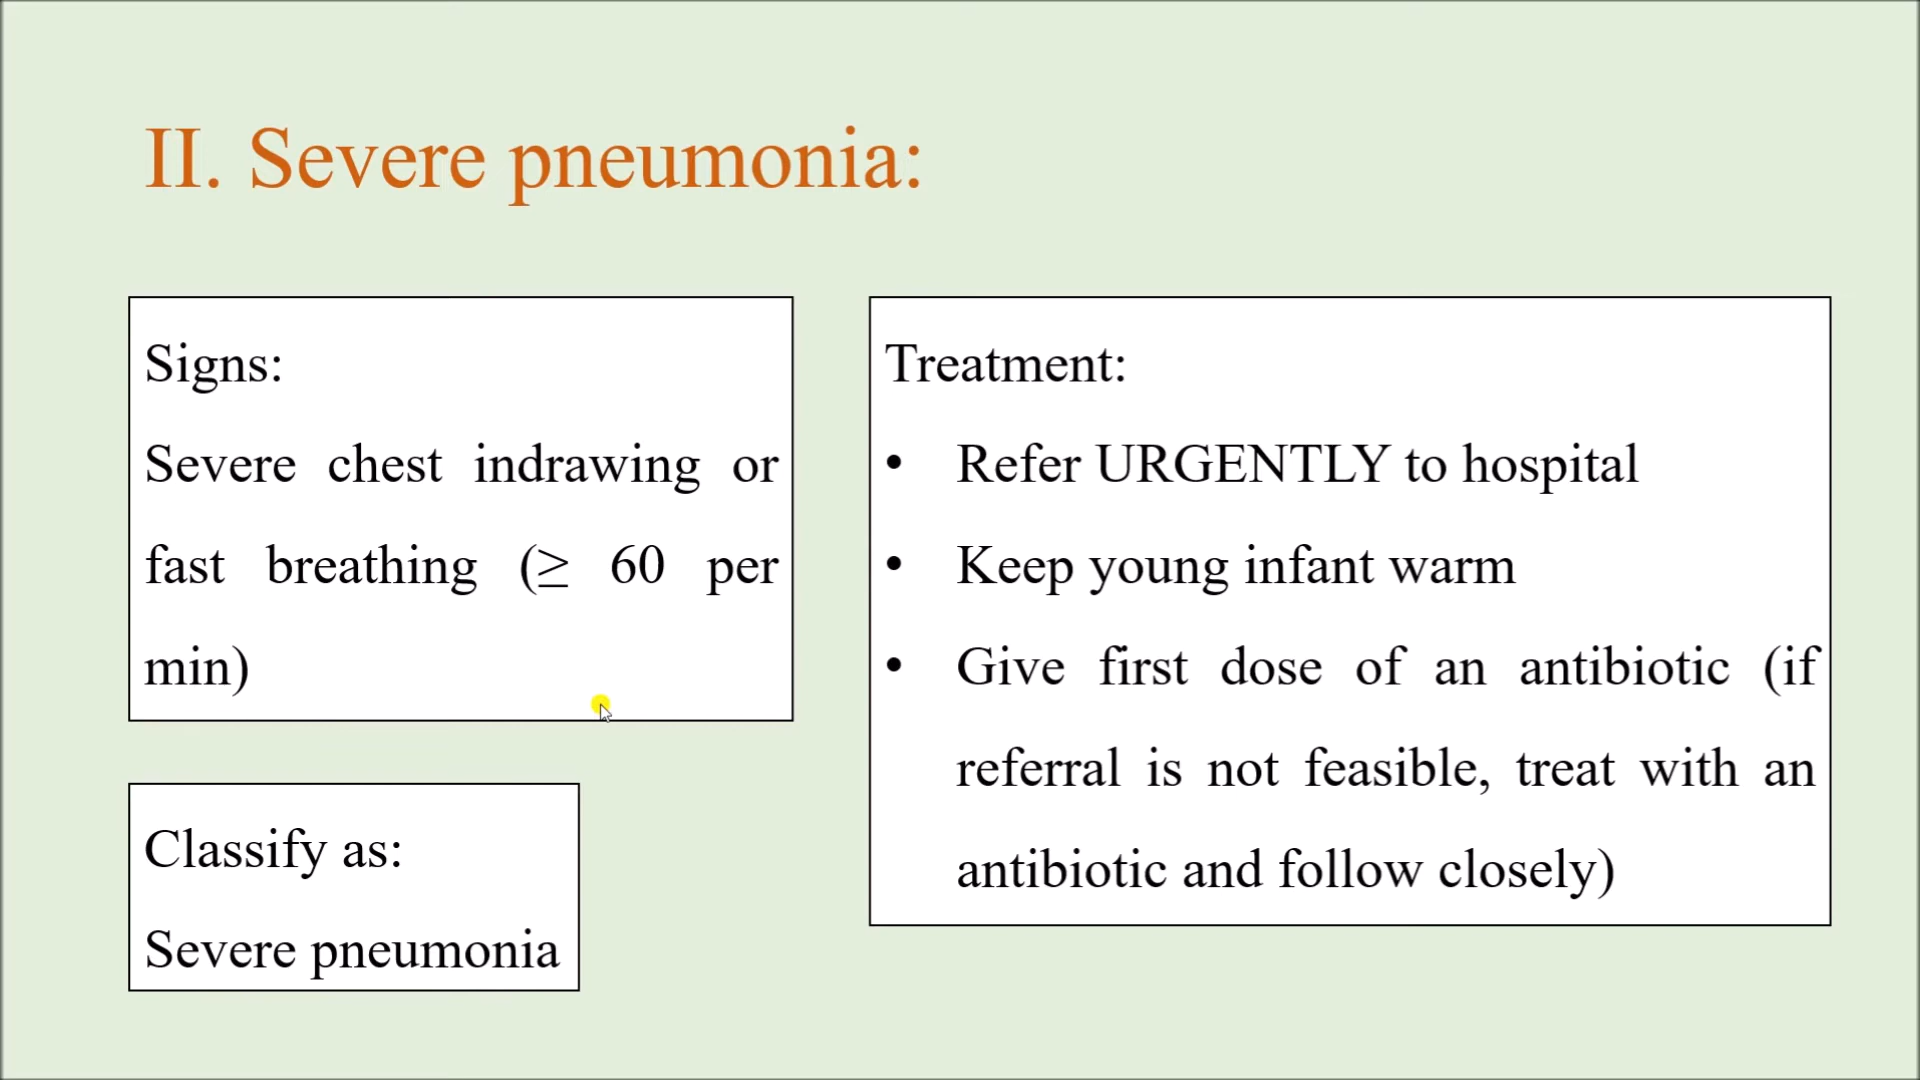 II. Severe pneumonia:
Signs:
Severe chest indrawing or
fast breathing (≥ 60 per
min)
Classify as:
Severe pneumonia
Treatment:
• Refer URGENTLY to hospital
• Keep young infant warm
• Give first dose of an antibiotic (if
referral is not feasible, treat with an
antibiotic and follow closely)